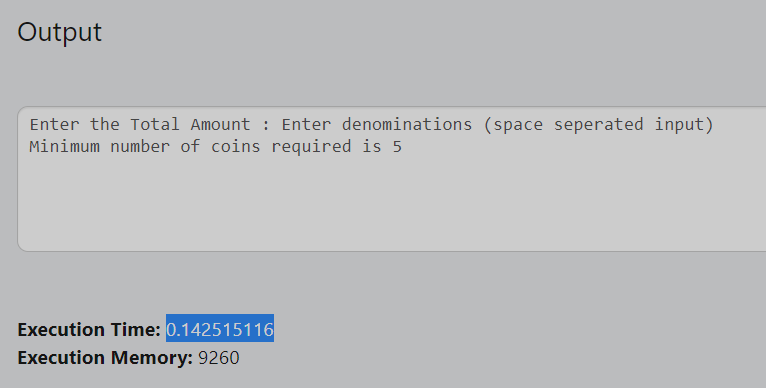 Output
Enter the Total Amount : Enter denominations (space seperated input)
Minimum number of coins required is 5
Execution Time: 0.142515116
Execution Memory: 9260